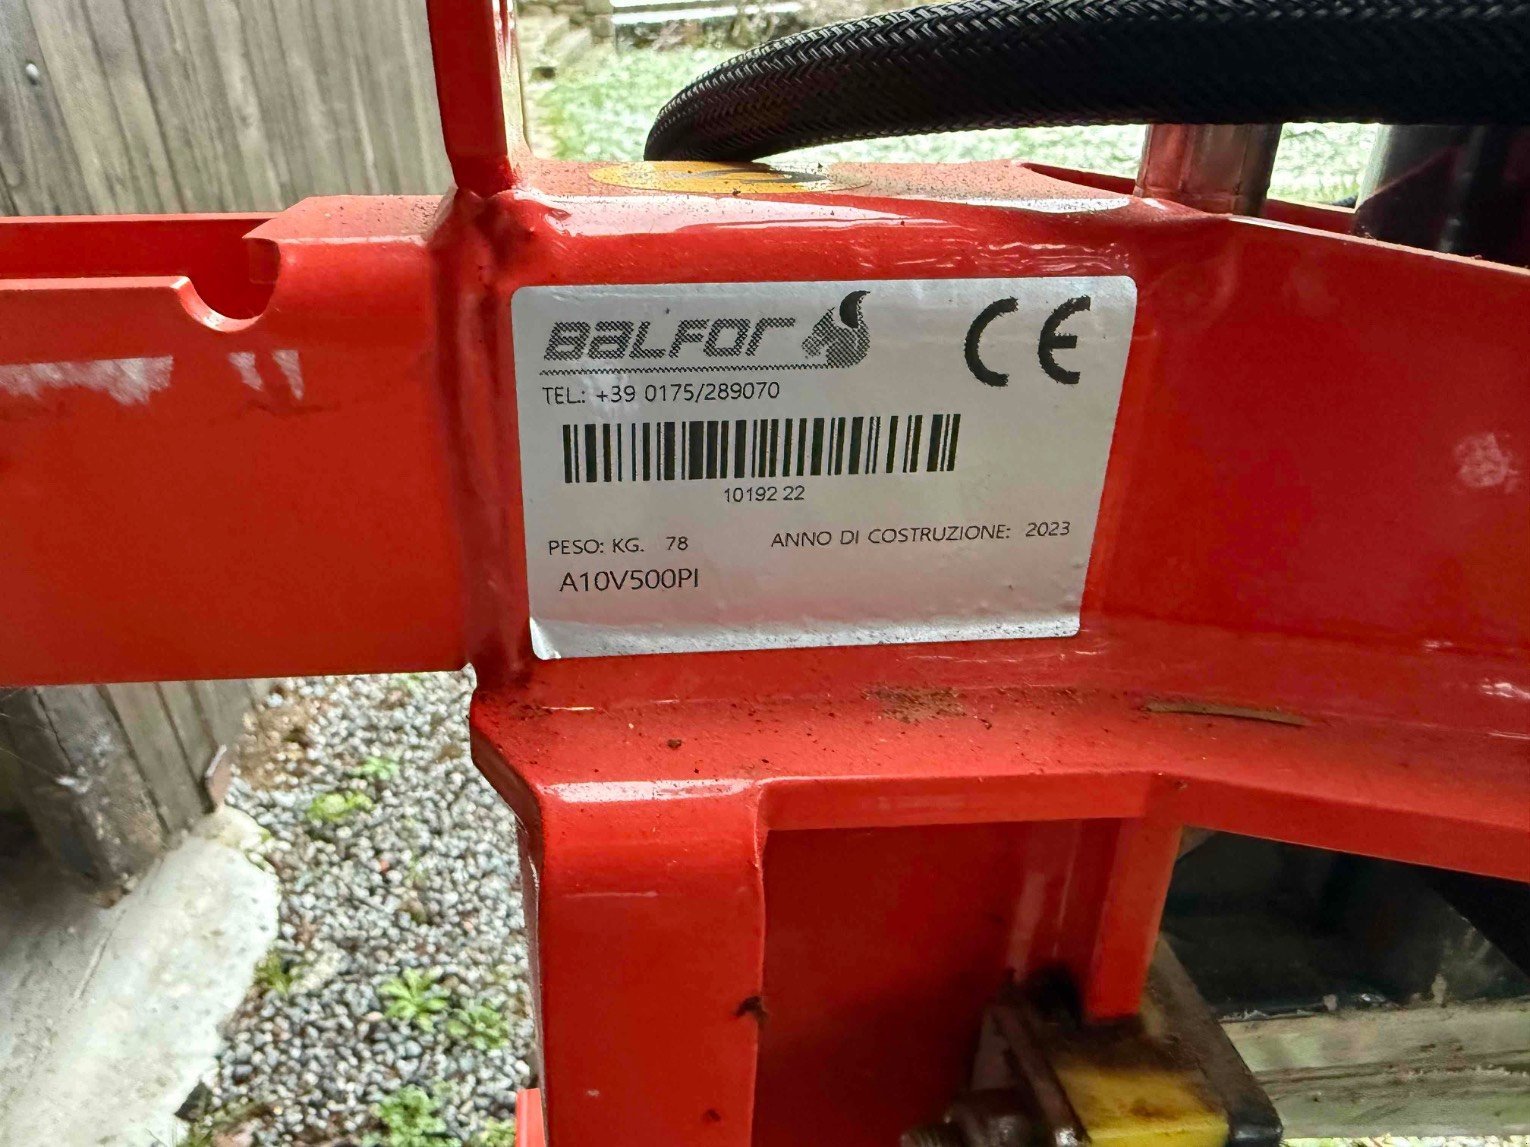 BALFOR
CE
TEL.: +39 0175/289070
10192 22
PESO: KG. 78 ANNO DI COSTRUZIONE: 2023
A10V500PI